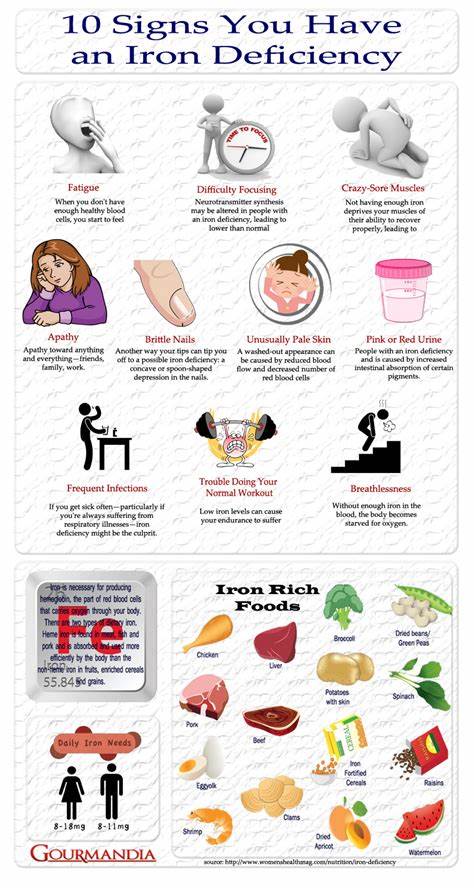 10 Signs You Have
an Iron Deficiency
TIME TO FOCUS
Fatigue
When you don't have
enough healthy blood
cells, you start to feel
Difficulty Focusing
Neurotransmitter synthesis
may be altered in people with
an iron deficiency, leading to
lower than normal
Crazy-Sore Muscles
Not having enough iron
deprives your muscles of
their ability to recover
properly, leading to
Apathy
Apathy toward anything
and everything—friends,
family, work.
Brittle Nails
Another way your tips can tip you
off to a possible iron deficiency: a
concave or spoon-shaped
depression in the nails.
Unusually Pale Skin
A washed-out appearance can
be caused by reduced blood
flow and decreased number of
red blood cells
Pink or Red Urine
People with an iron deficiency
and is caused by increased
intestinal absorption of certain
pigments.
Frequent Infections
If you get sick often—particularly if
you're always suffering from
respiratory illnesses—iron
deficiency might be the culprit.
Trouble Doing Your
Normal Workout
Low iron levels can cause
your endurance to suffer
Breathlessness
Without enough iron in the
blood, the body becomes
starved for oxygen.
Iron is necessary for producing
hemoglobin, the part of red blood cells
that carries oxygen through your body.
There are two types of dietary iron.
Heme iron is found in meat, fish and
pork and is absorbed and used more
efficiently by the body than the
non-heme iron in fruits, enriched cereals
and grains.
Fe
Iron
55.845
Daily Iron Needs
8-18mg
8-11mg
GOURMANDIA
Iron Rich
Foods
Chicken
Liver
Broccoli
Dried beans/
Green Peas
Pork
Beef
Potatoes
with skin
Spinach
Eggyolk
Clams
CEREAL
Iron
Fortified
Cereals
Raisins
Shrimp
Dried
Apricot
Watermelon
source: http://www.womenshealthmag.com/nutrition/iron-deficiency